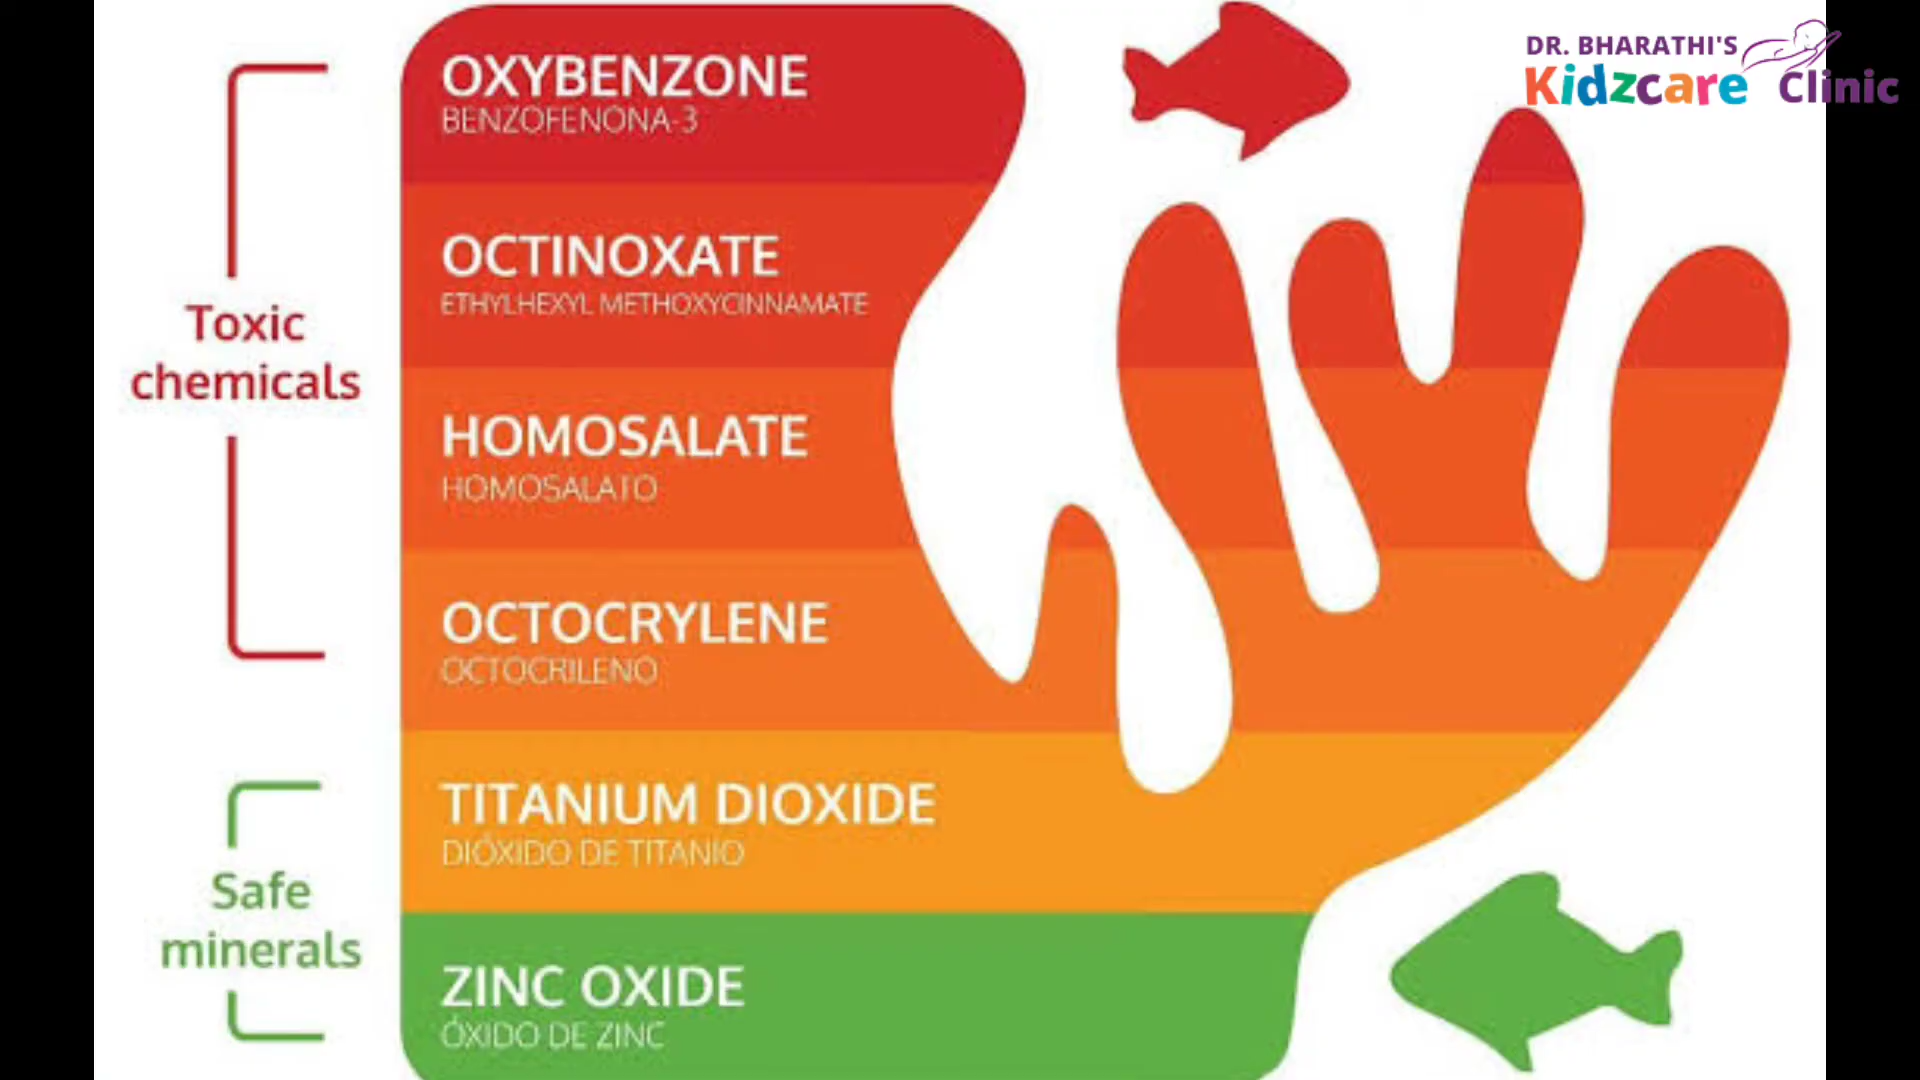 DR. BHARATHI'S
Kidzcare Clinic
Toxic
chemicals
OXYBENZONE
BENZOFENONA-3
OCTINOXATE
ETHYLHEXYL METHOXYCINNAMATE
HOMOSALATE
HOMOSALATO
OCTOCRYLENE
OCTOCRILENO
Safe
minerals
TITANIUM DIOXIDE
DIÓXIDO DE TITANIO
ZINC OXIDE
ÓXIDO DE ZINC